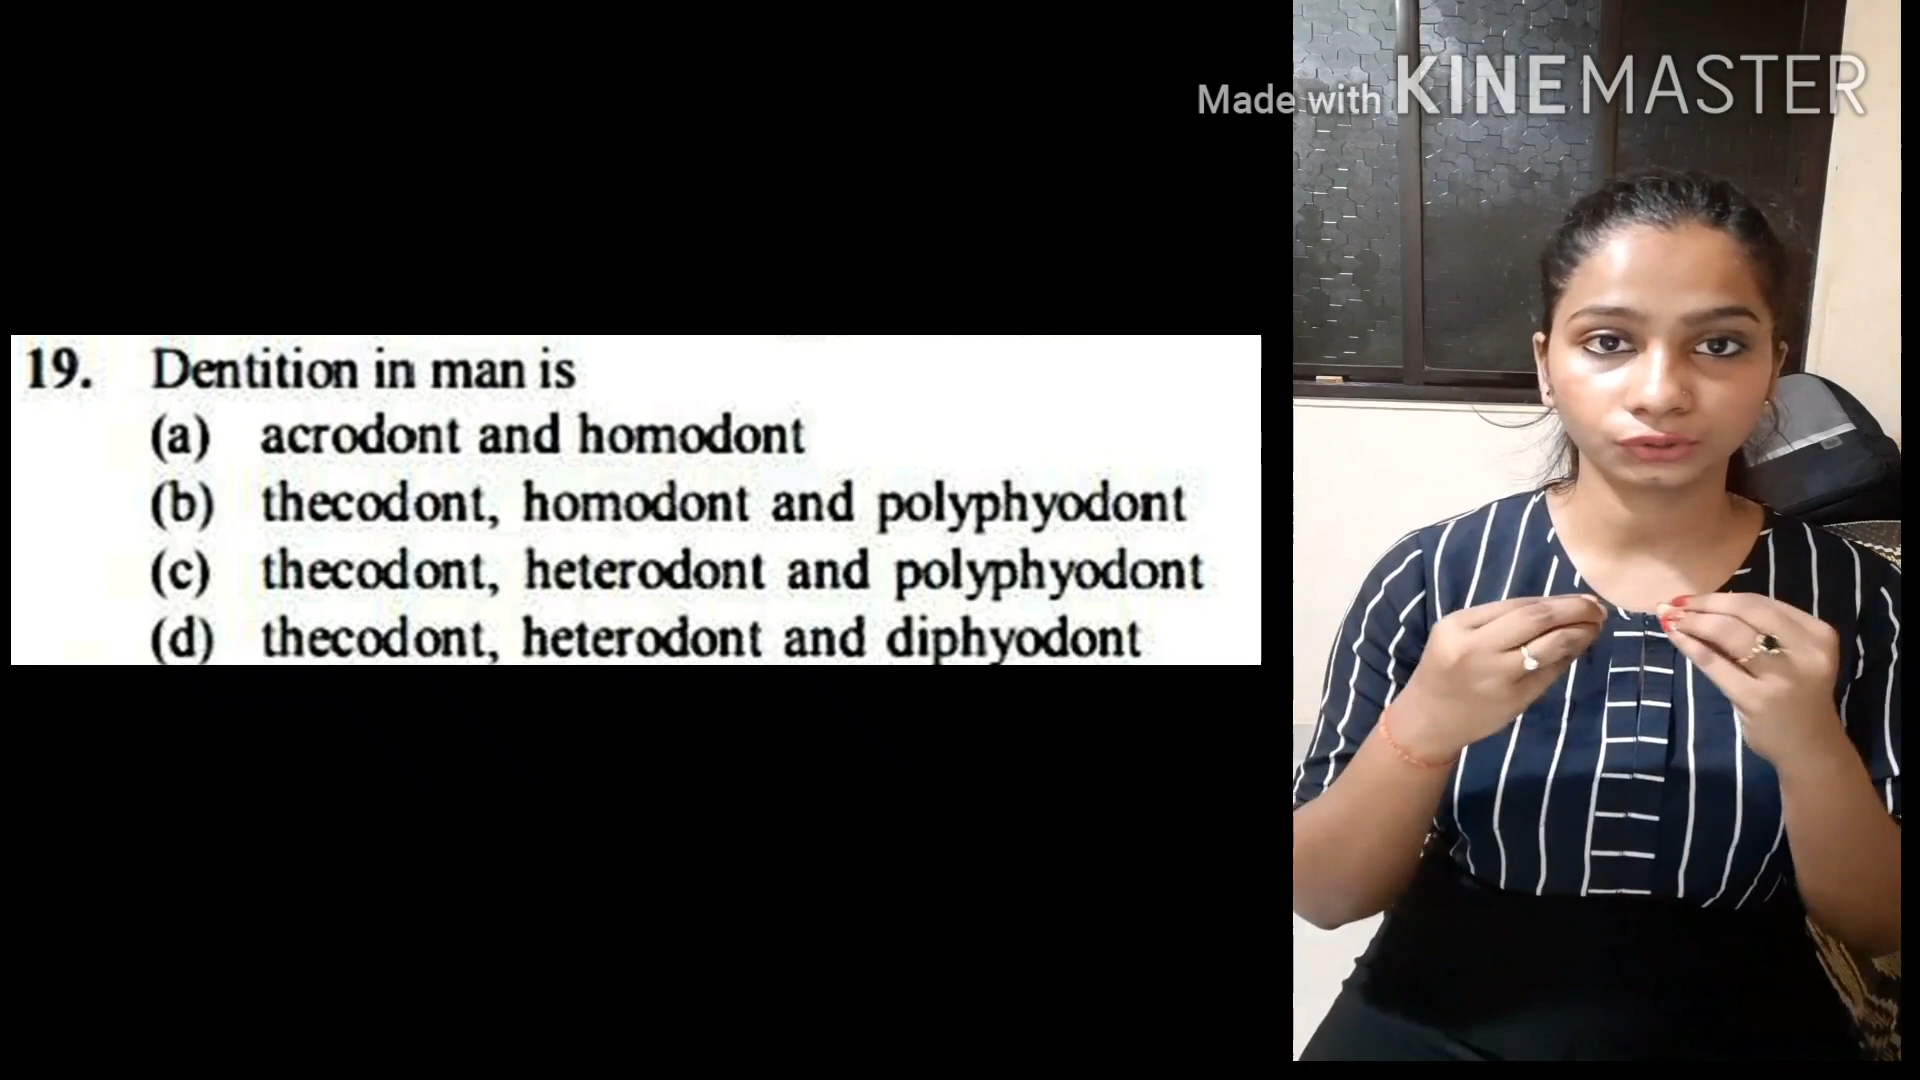 Made with KINEMASTER
19. Dentition in man is
(a) acrodont and homodont
(b) thecodont, homodont and polyphyodont
(c) thecodont, heterodont and polyphyodont
(d) thecodont, heterodont and diphyodont